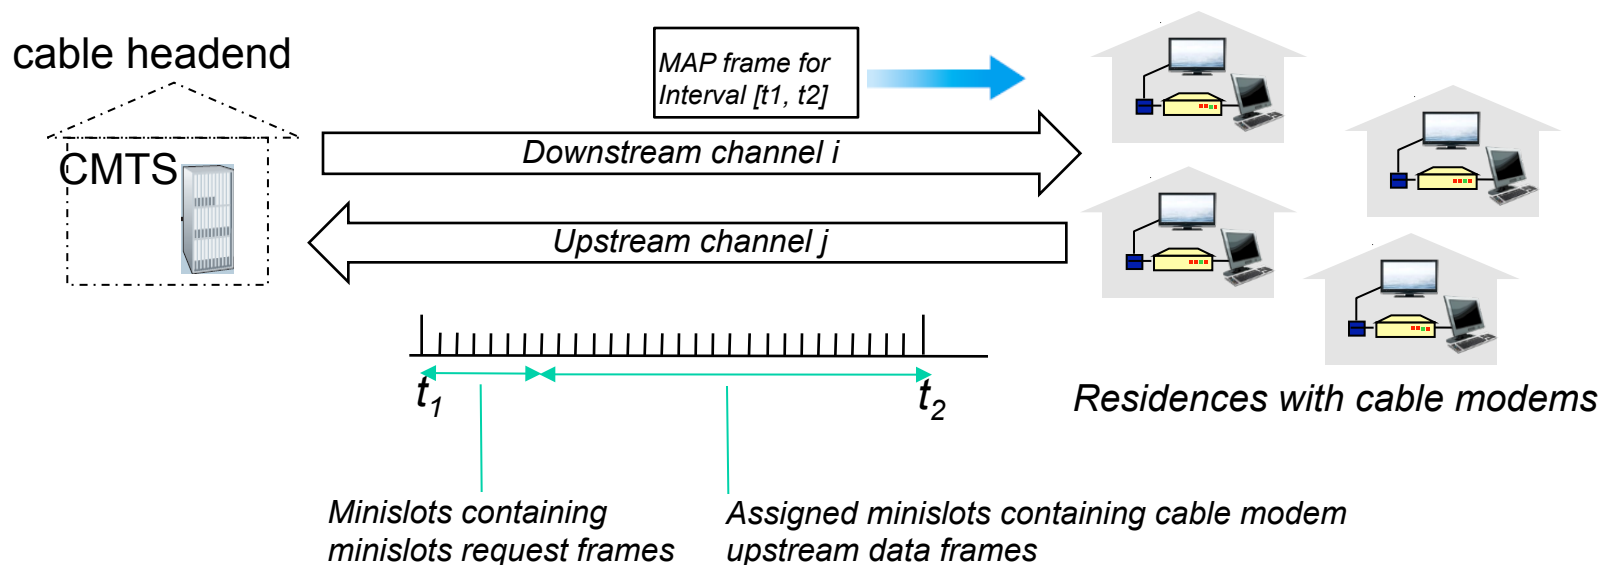 cable headend
MAP frame for
Interval [t1, t2]
CMTS
Downstream channel i
Upstream channel j
t1
t2
Residences with cable modems
Minislots containing
minislots request frames
Assigned minislots containing cable modem
upstream data frames